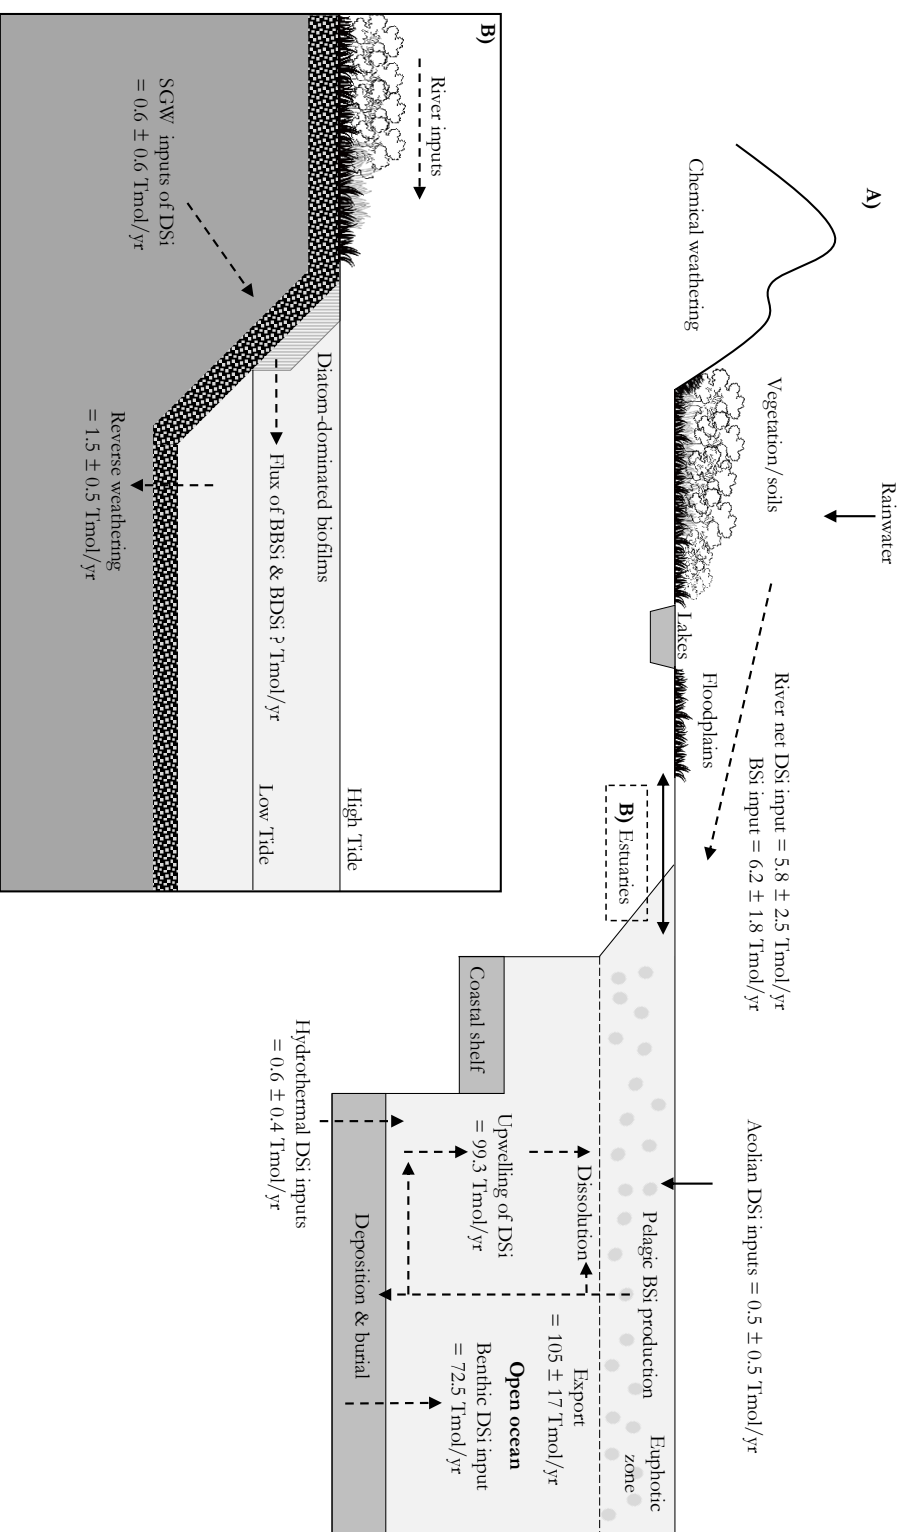 A)
Rainwater
Chemical weathering
Vegetation/soils
Lakes
Floodplains
River net DSi input = 5.8 ± 2.5 Tmol/yr
BSi input = 6.2 ± 1.8 Tmol/yr
B) Estuaries
Aeolian DSi inputs = 0.5 ± 0.5 Tmol/yr
Pelagic BSi production
Euphotic
zone
Dissolution
Export
= 105 ± 17 Tmol/yr
Open ocean
Upwelling of DSi
= 99.3 Tmol/yr
Benthic DSi input
= 72.5 Tmol/yr
Coastal shelf
Deposition & burial
Hydrothermal DSi inputs
= 0.6 ± 0.4 Tmol/yr
B)
River inputs
High Tide
Diatom-dominated biofilms
Flux of BBSi & BDSi ? Tmol/yr
Low Tide
SGW inputs of DSi
= 0.6 ± 0.6 Tmol/yr
Reverse weathering
= 1.5 ± 0.5 Tmol/yr